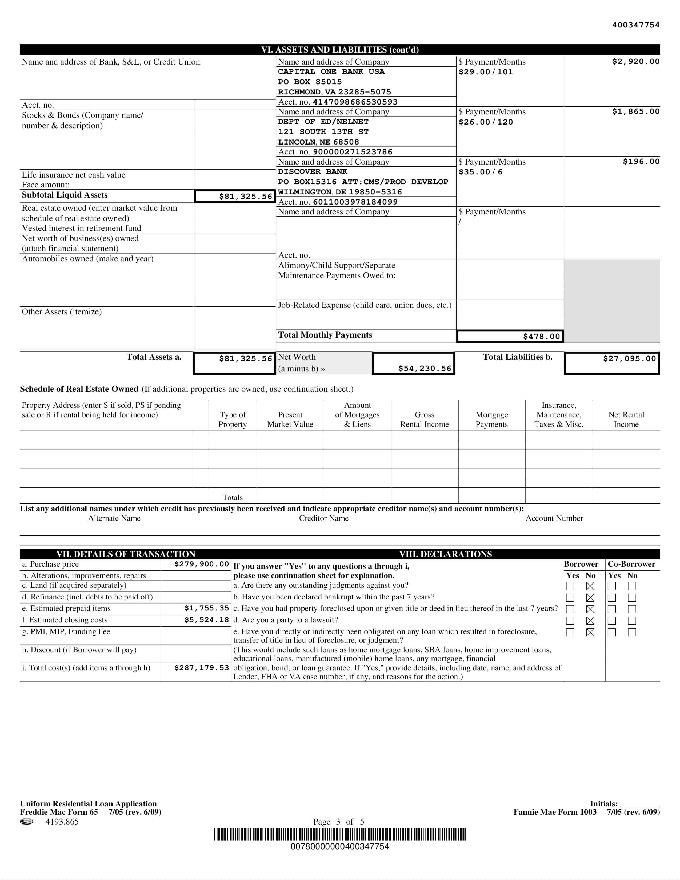 400347754
VI. ASSETS AND LIABILITIES (cont'd)
Name and address of Bank, S&L, or Credit Union
Acct. no.
Stocks & Bonds (Company name/
number & description)
Life insurance net cash value
Face amount:
Subtotal Liquid Assets $81,325.56
Real estate owned (enter market value from
schedule of real estate owned)
Vested interest in refirement fund
Net worth of business(es) owned
(attach financial statement)
Automobiles owned (make and year)
Other Assets (itemize)
Name and address of Company $ Payment/Months $2,920.00
CAPITAL ONE BANK USA $29.00/101
PO BOX 85015
RICHMOND, VA 23285-5075
Acct. no. 4147098686530593
Name and address of Company $ Payment/Months $1,865.00
DEPT OF ED/NELNET $26.00/120
121 SOUTH 13TH ST
LINCOLN, NE 68508
Acct. no. 900000271523786
Name and address of Company $ Payment/Months $196.00
DISCOVER BANK $35.00/6
PO BOX15316 ATT:CMS/PROD DEVELOP
WILMINGTON, DE 19850-5316
Acct. no. 6011003978184099
Name and address of Company $ Payment/Months
/
Acct. no.
Alimony/Child Support/Separate
Maintenance Payments Owed to:
Job-Related Expense (child care, union dues, etc.)
Total Monthly Payments $478.00
Total Assets a. $81,325.56 Net Worth
(a minus b) » $54,230.56 Total Liabilities b. $27,095.00
Schedule of Real Estate Owned (If additional properties are owned, use continuation sheet.)
Property Address (enter S if sold, PS if pending
sale or R if rental being held for income)
Type of
Property
Present
Market Value
Amount
of Mortgages
& Liens
Gross
Rental Income
Mortgage
Payments
Insurance,
Maintenance,
Taxes & Misc.
Net Rental
Income
Totals
List any additional names under which credit has previously been received and indicate appropriate creditor name(s) and account number(s):
Alternate Name Creditor Name Account Number
VII. DETAILS OF TRANSACTION
a. Purchase price $279,900.00
b. Alterations, improvements, repairs
c. Land (if acquired separately)
d. Refinance (incl. debts to be paid off)
e. Estimated prepaid items $1,755.35
f. Estimated closing costs $5,524.18
g. PMI, MIP, Funding Fee
h. Discount (if Borrower will pay)
i. Total cost(s) (add items a through h) $287,179.53
VIII. DECLARATIONS
If you answer "Yes" to any questions a through i, Borrower Co-Borrower
please use continuation sheet for explanation. Yes No Yes No
a. Are there any outstanding judgments against you?
b. Have you been declared bankrupt within the past 7 years?
c. Have you had property foreclosed upon or given title or deed in lieu thereof in the last 7 years?
d. Are you a party to a lawsuit?
e. Have you directly or indirectly been obligated on any loan which resulted in foreclosure,
transfer of title in lieu of foreclosure, or judgment?
(This would include such loans as home mortgage loans, SBA loans, home improvement loans,
educational loans, manufactured (mobile) home loans, any mortgage, financial
obligation, bond, or loan guarantee. If "Yes," provide details, including date, name, and address of
Lender, FHA or VA case number, if any, and reasons for the action.)
Uniform Residential Loan Application Initials:
Freddie Mac Form 65 7/05 (rev. 6/09) Fannie Mae Form 1003 7/05 (rev. 6/09)
4193.865 Page 3 of 5
00780000000400347754